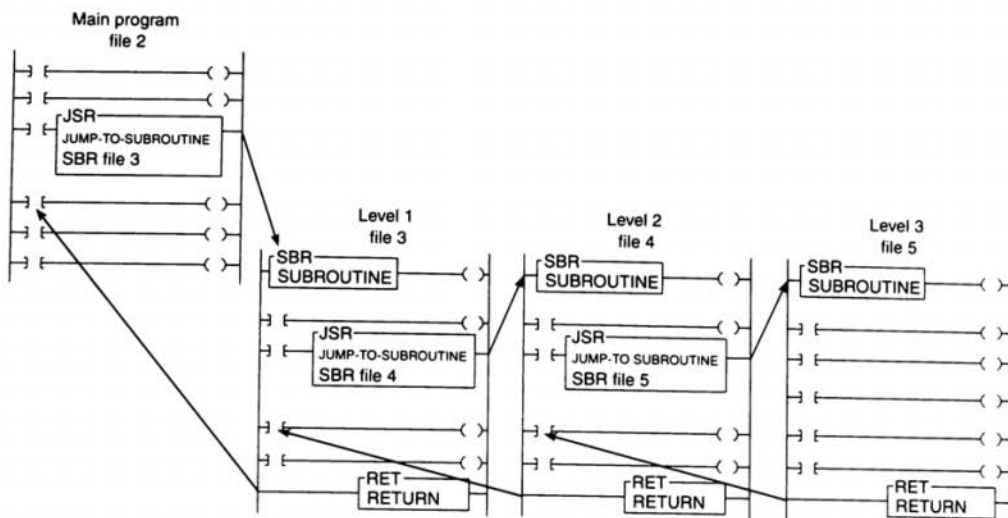 Main program
file 2
JSR
JUMP-TO-SUBROUTINE
SBR file 3
Level 1
file 3
SBR
SUBROUTINE
JSR
JUMP-TO-SUBROUTINE
SBR file 4
RET
RETURN
Level 2
file 4
SBR
SUBROUTINE
JSR
JUMP-TO SUBROUTINE
SBR file 5
RET
RETURN
Level 3
file 5
SBR
SUBROUTINE
RET
RETURN